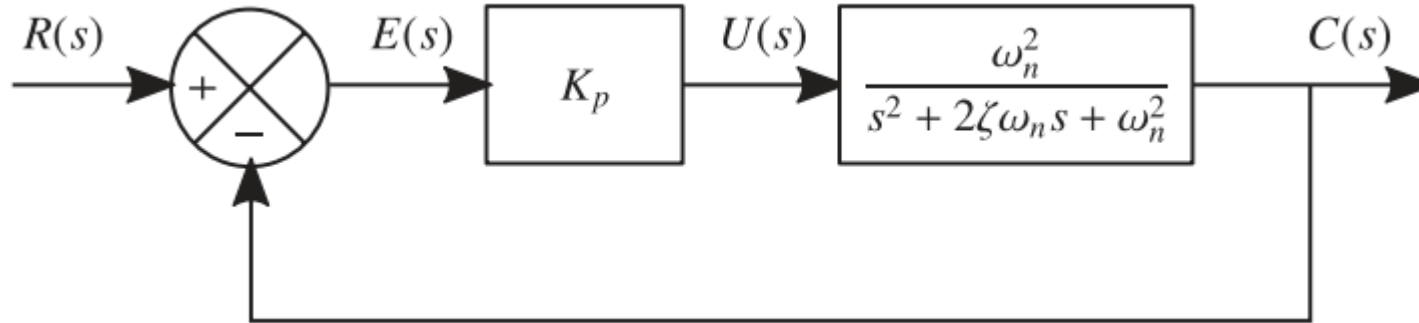 R(s) + − E(s) K_p U(s) ω_n^2 / (s^2 + 2ζω_n s + ω_n^2) C(s)